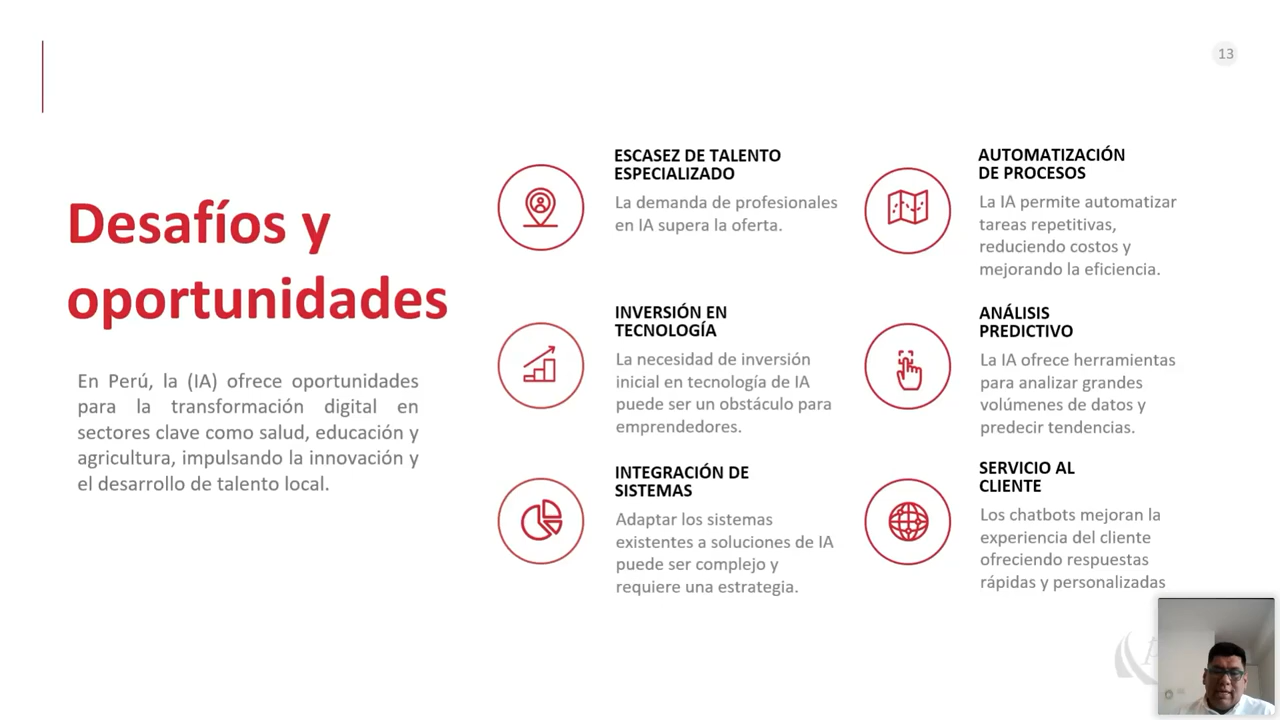 13
Desafíos y
oportunidades
En Perú, la (IA) ofrece oportunidades
para la transformación digital en
sectores clave como salud, educación y
agricultura, impulsando la innovación y
el desarrollo de talento local.
ESCASEZ DE TALENTO
ESPECIALIZADO
La demanda de profesionales
en IA supera la oferta.
INVERSIÓN EN
TECNOLOGÍA
La necesidad de inversión
inicial en tecnología de IA
puede ser un obstáculo para
emprendedores.
INTEGRACIÓN DE
SISTEMAS
Adaptar los sistemas
existentes a soluciones de IA
puede ser complejo y
requiere una estrategia.
AUTOMATIZACIÓN
DE PROCESOS
La IA permite automatizar
tareas repetitivas,
reduciendo costos y
mejorando la eficiencia.
ANÁLISIS
PREDICTIVO
La IA ofrece herramientas
para analizar grandes
volúmenes de datos y
predecir tendencias.
SERVICIO AL
CLIENTE
Los chatbots mejoran la
experiencia del cliente
ofreciendo respuestas
rápidas y personalizadas